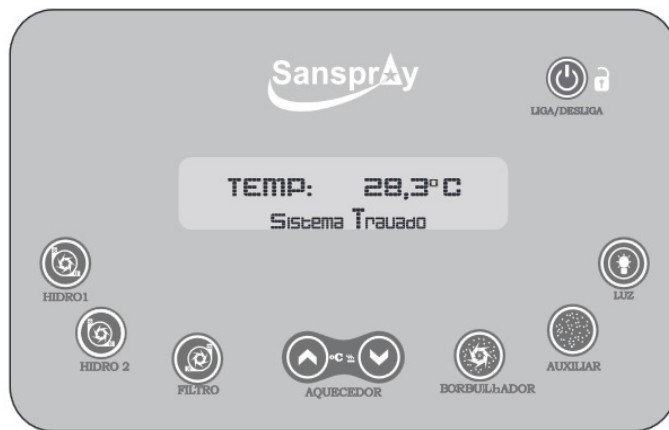 Sanspray
LIGA/DESLIGA
TEMP: 28,3°C
Sistema Travado
HIDRO1
LUZ
HIDRO 2
AUXILIAR
FILTRO
°C
AQUECEDOR
BORBULhADOR